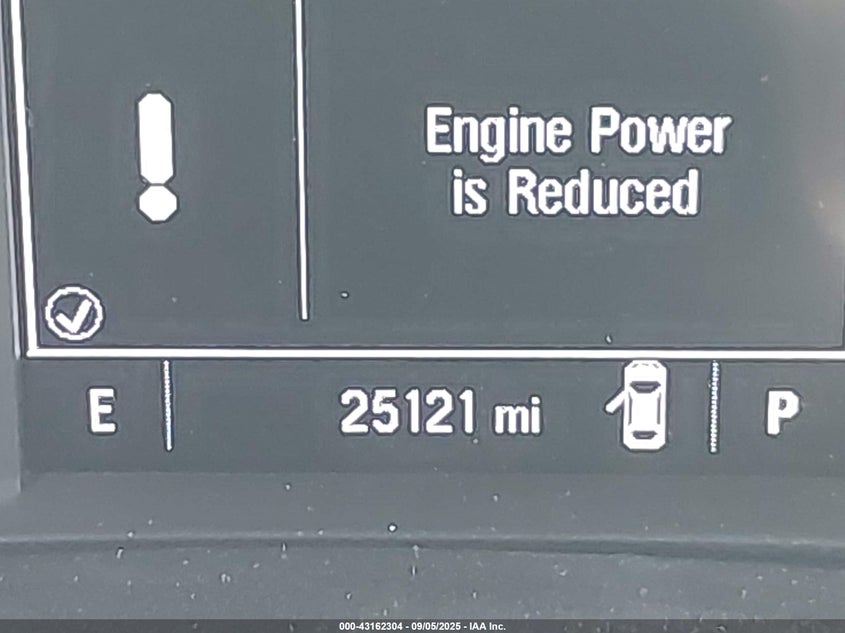 Engine Power
is Reduced
E 25121 mi P
000-43162304 - 09/05/2025 - IAA Inc.